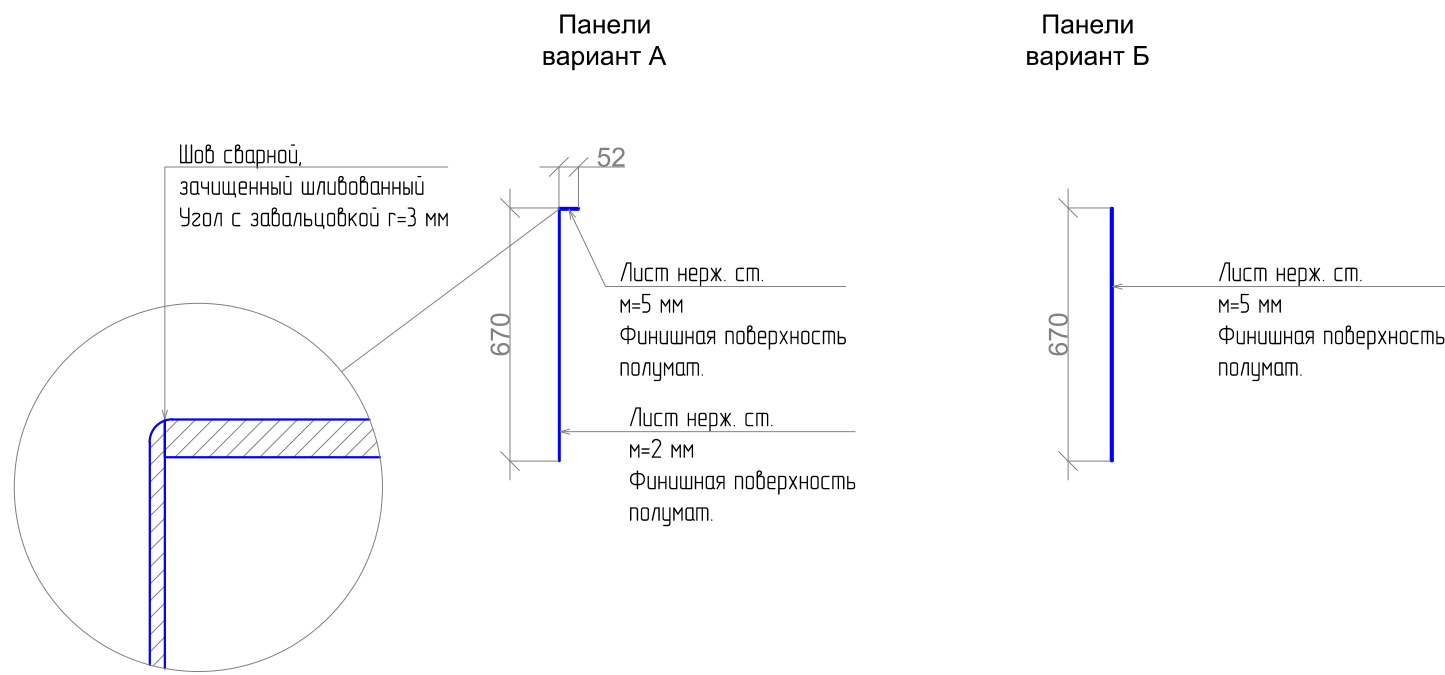 Панели
вариант А
Панели
вариант Б
Шов сварной,
зачищенный шливованный
Угол с завальцовкой r=3 мм
52
670
Лист нерж. ст.
м=5 мм
Финишная поверхность
полумат.
Лист нерж. ст.
м=2 мм
Финишная поверхность
полумат.
670
Лист нерж. ст.
м=5 мм
Финишная поверхность
полумат.